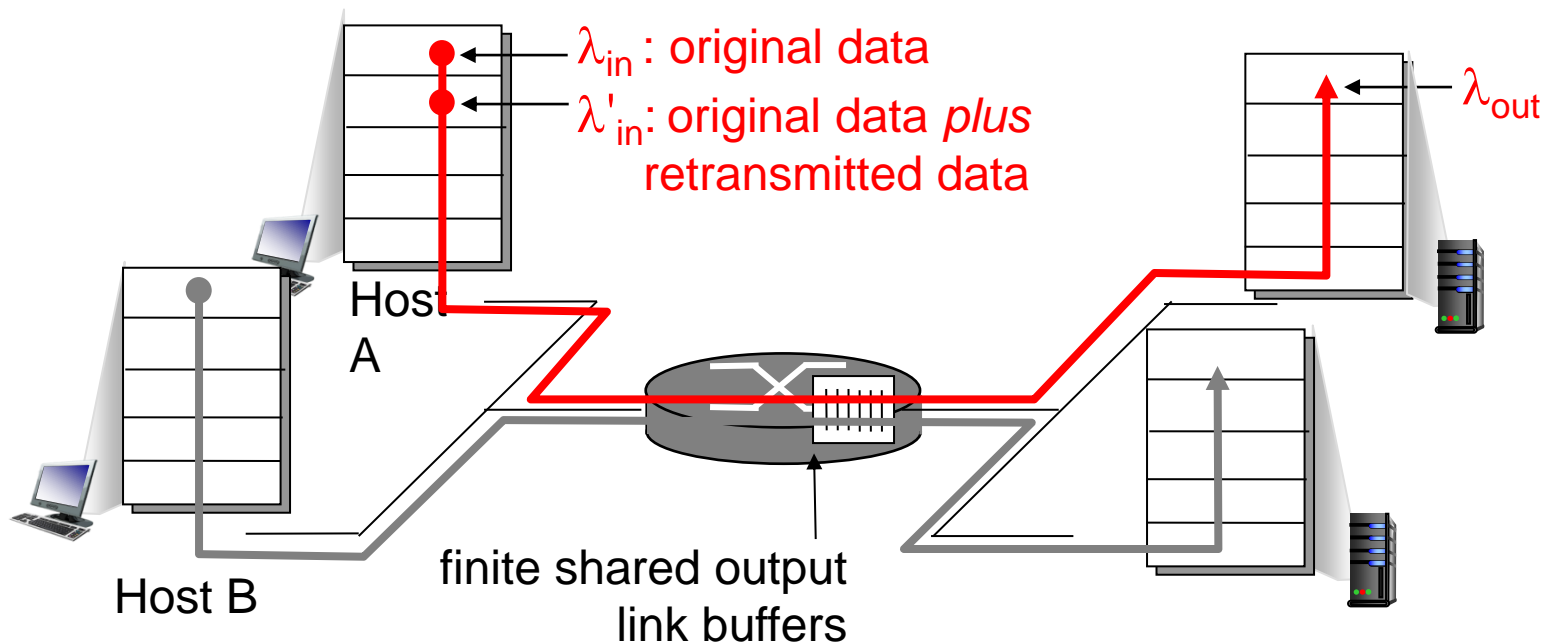 λin : original data
λ'in: original data plus
retransmitted data
λout
Host
A
Host B
finite shared output
link buffers